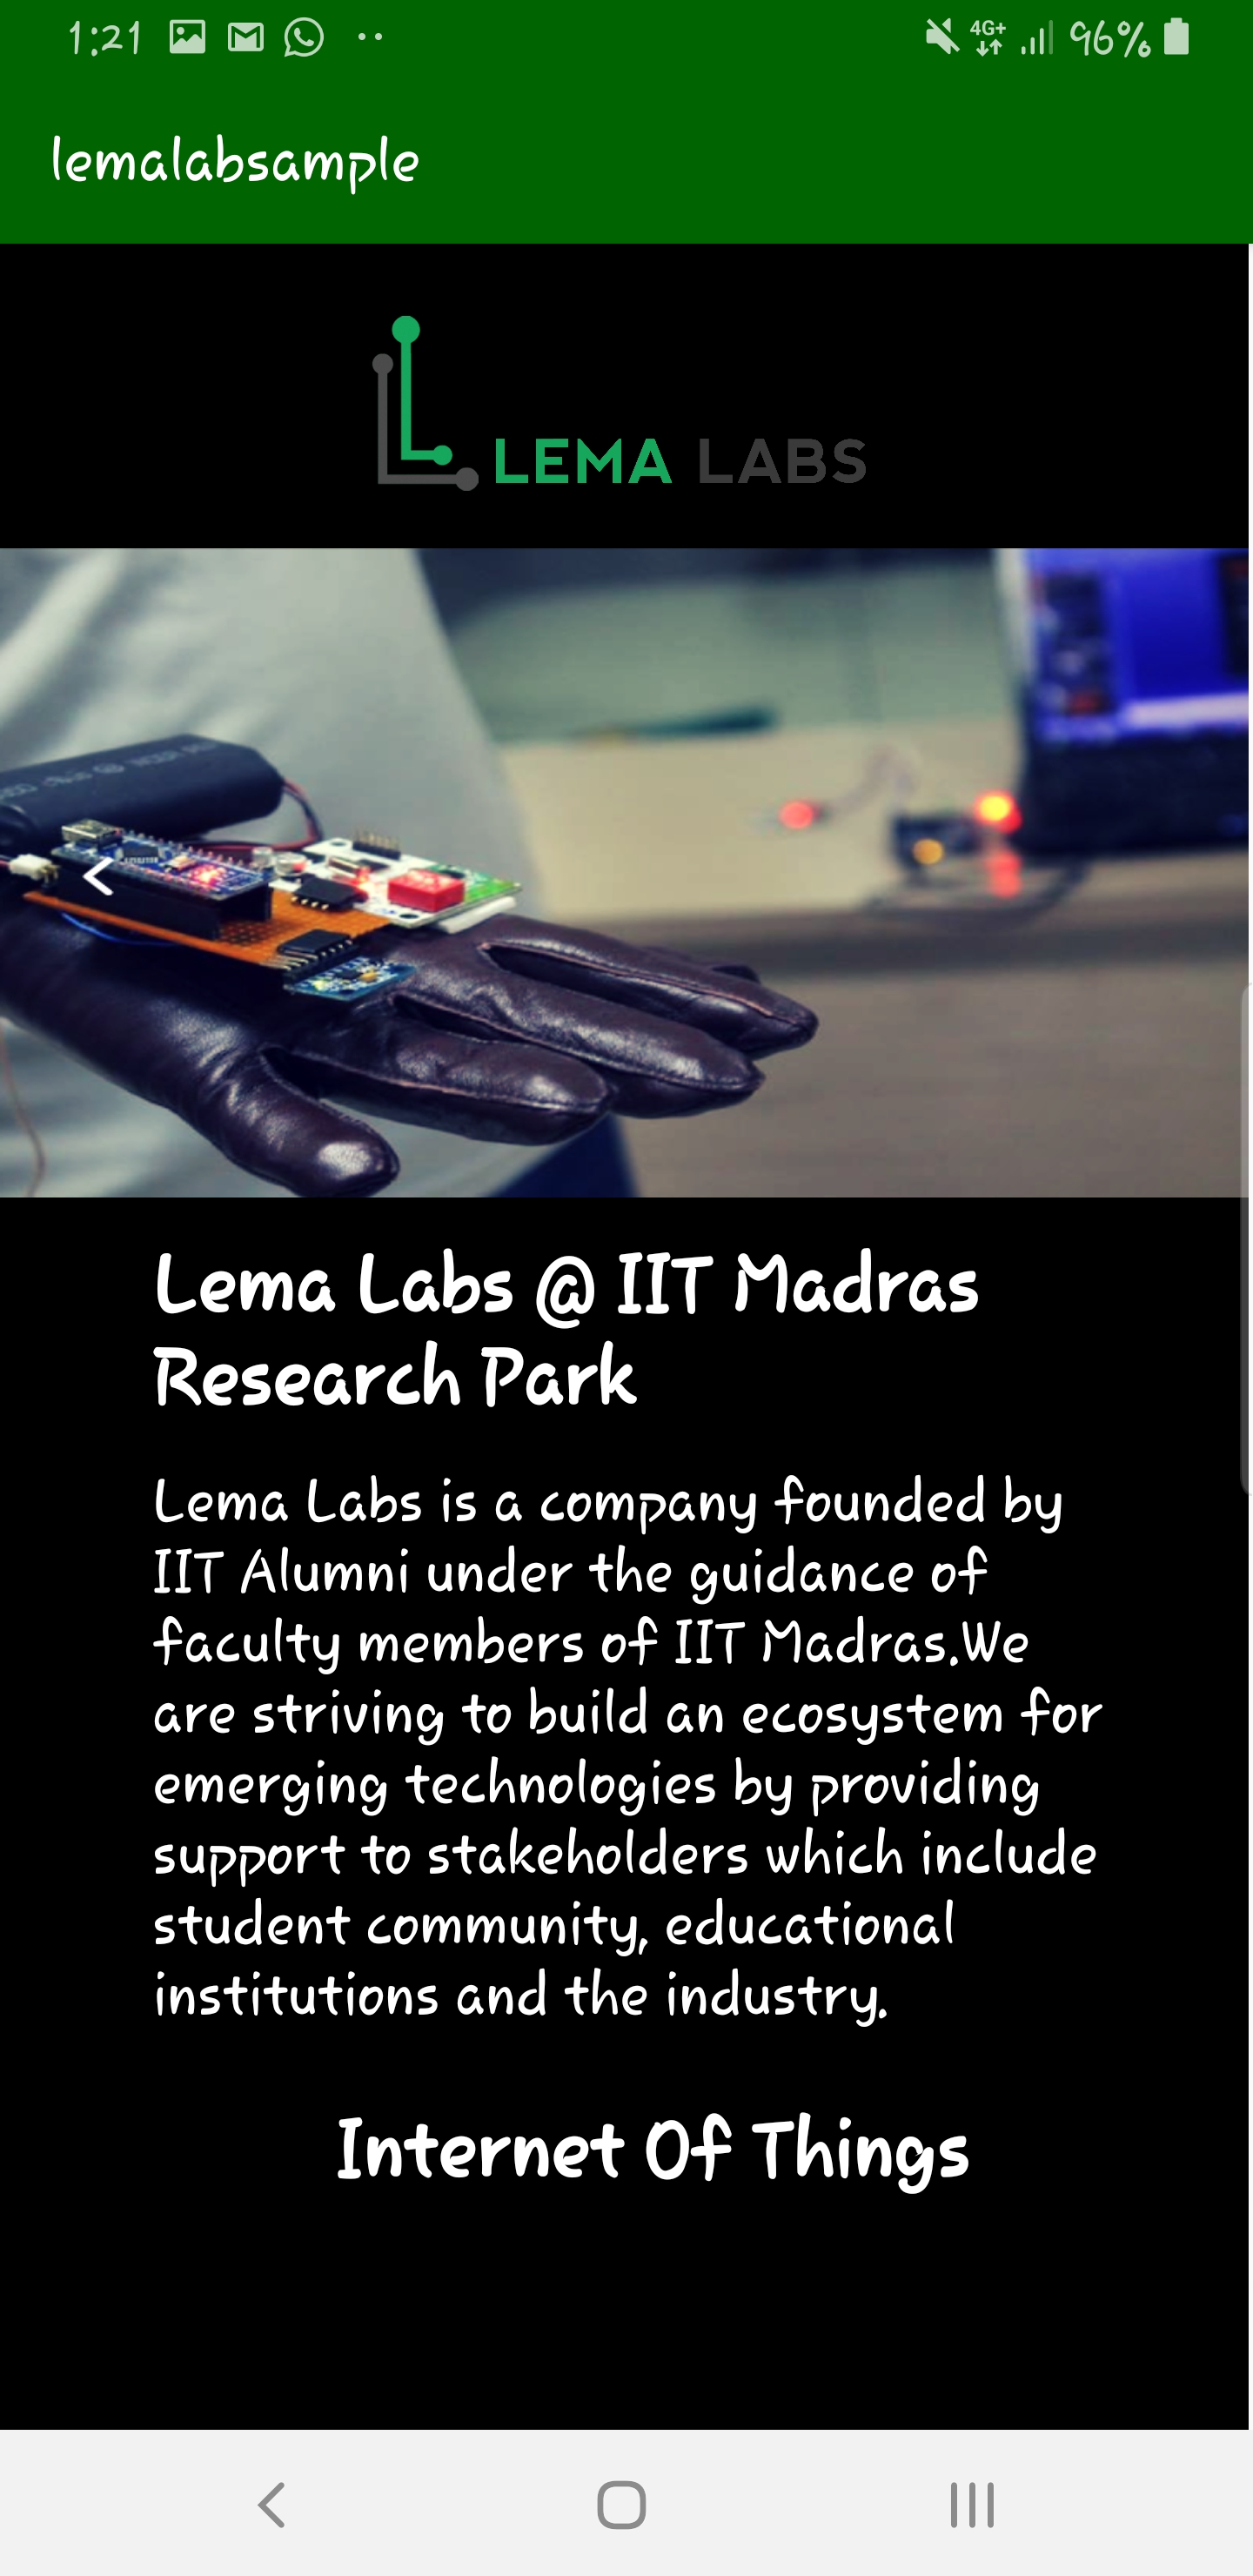 1:21
4G+ 96%
lemalabsample
LEMA LABS
Lema Labs @ IIT Madras
Research Park
Lema Labs is a company founded by
IIT Alumni under the guidance of
faculty members of IIT Madras.We
are striving to build an ecosystem for
emerging technologies by providing
support to stakeholders which include
student community, educational
institutions and the industry.
Internet Of Things